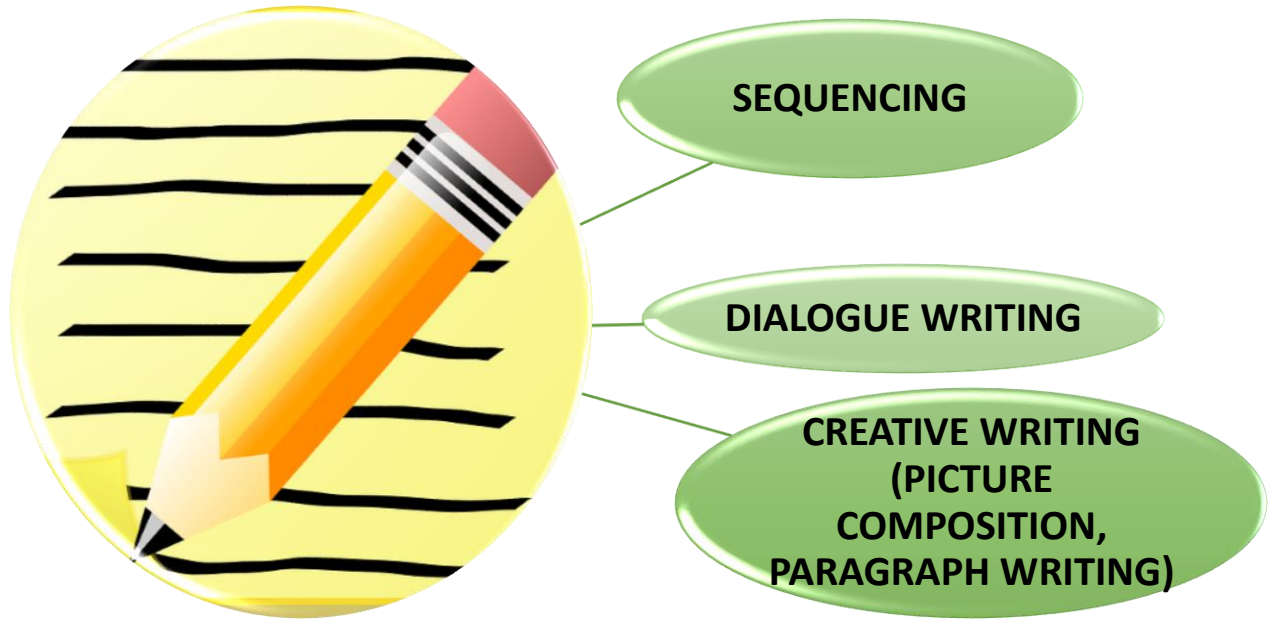 SEQUENCING
DIALOGUE WRITING
CREATIVE WRITING
(PICTURE
COMPOSITION,
PARAGRAPH WRITING)